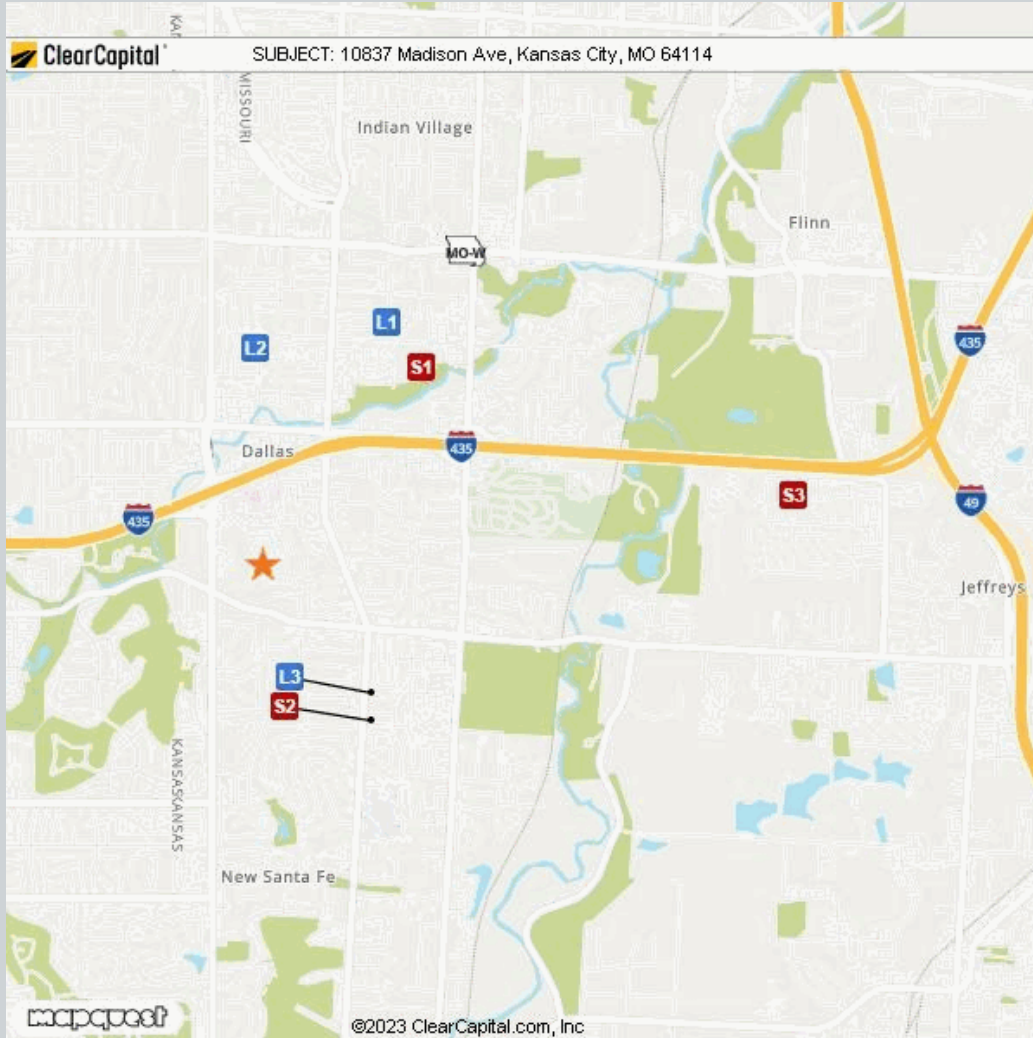 ClearCapital
SUBJECT: 10837 Madison Ave, Kansas City, MO 64114
MISSOURI
Indian Village
Flinn
MO-W
L1
L2
S1
435
Dallas
435
S3
435
49
Jeffreys
L3
S2
KANSAS
KANSAS
New Santa Fe
mapquest
©2023 ClearCapital.com, Inc